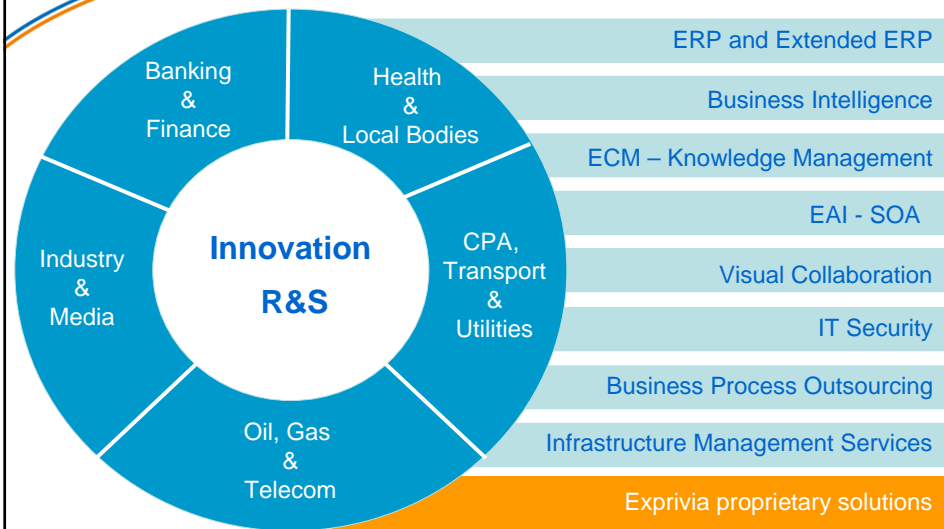 Banking
&
Finance
Health
&
Local Bodies
Industry
&
Media
Innovation
R&S
CPA,
Transport
&
Utilities
Oil, Gas
&
Telecom
ERP and Extended ERP
Business Intelligence
ECM – Knowledge Management
EAI - SOA
Visual Collaboration
IT Security
Business Process Outsourcing
Infrastructure Management Services
Exprivia proprietary solutions